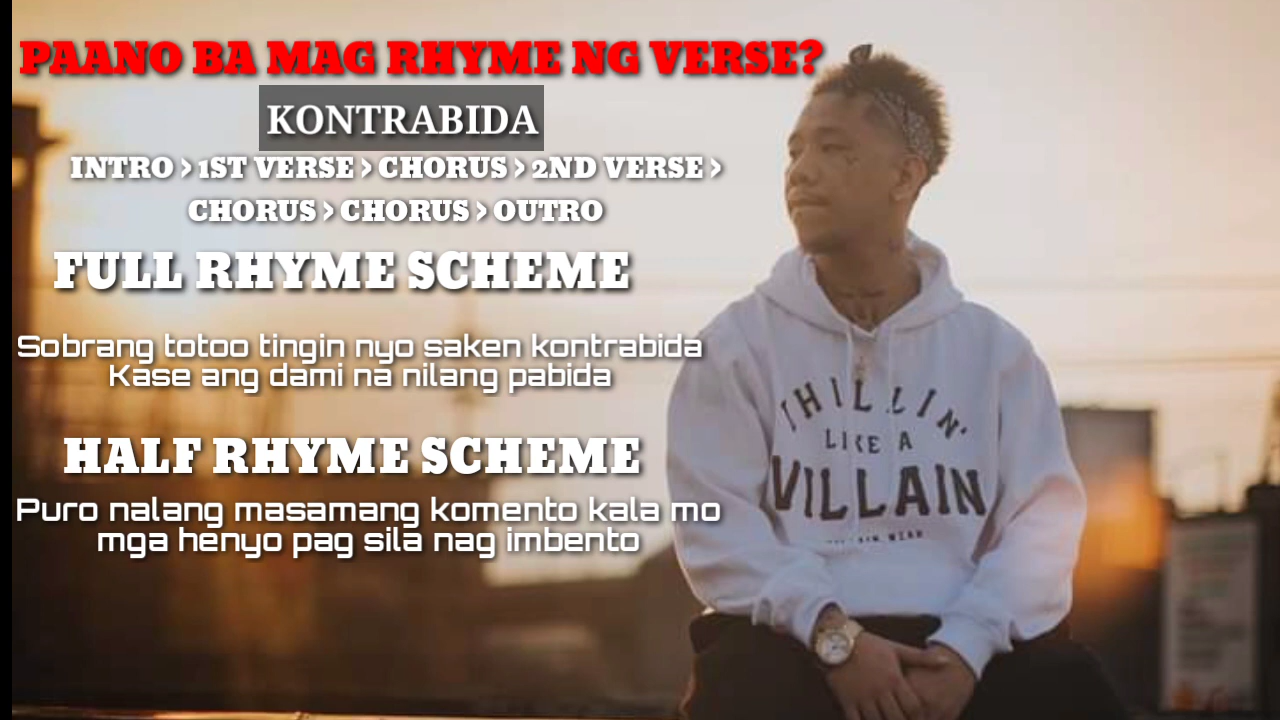 PAANO BA MAG RHYME NG VERSE?
KONTRABIDA
INTRO > 1ST VERSE > CHORUS > 2ND VERSE >
CHORUS > CHORUS > OUTRO
FULL RHYME SCHEME
Sobrang totoo tingin nyo saken kontrabida
Kase ang dami na nilang pabida
HALF RHYME SCHEME
Puro nalang masamang komento kala mo
mga henyo pag sila nag imbento
LIKE A
VILLAIN